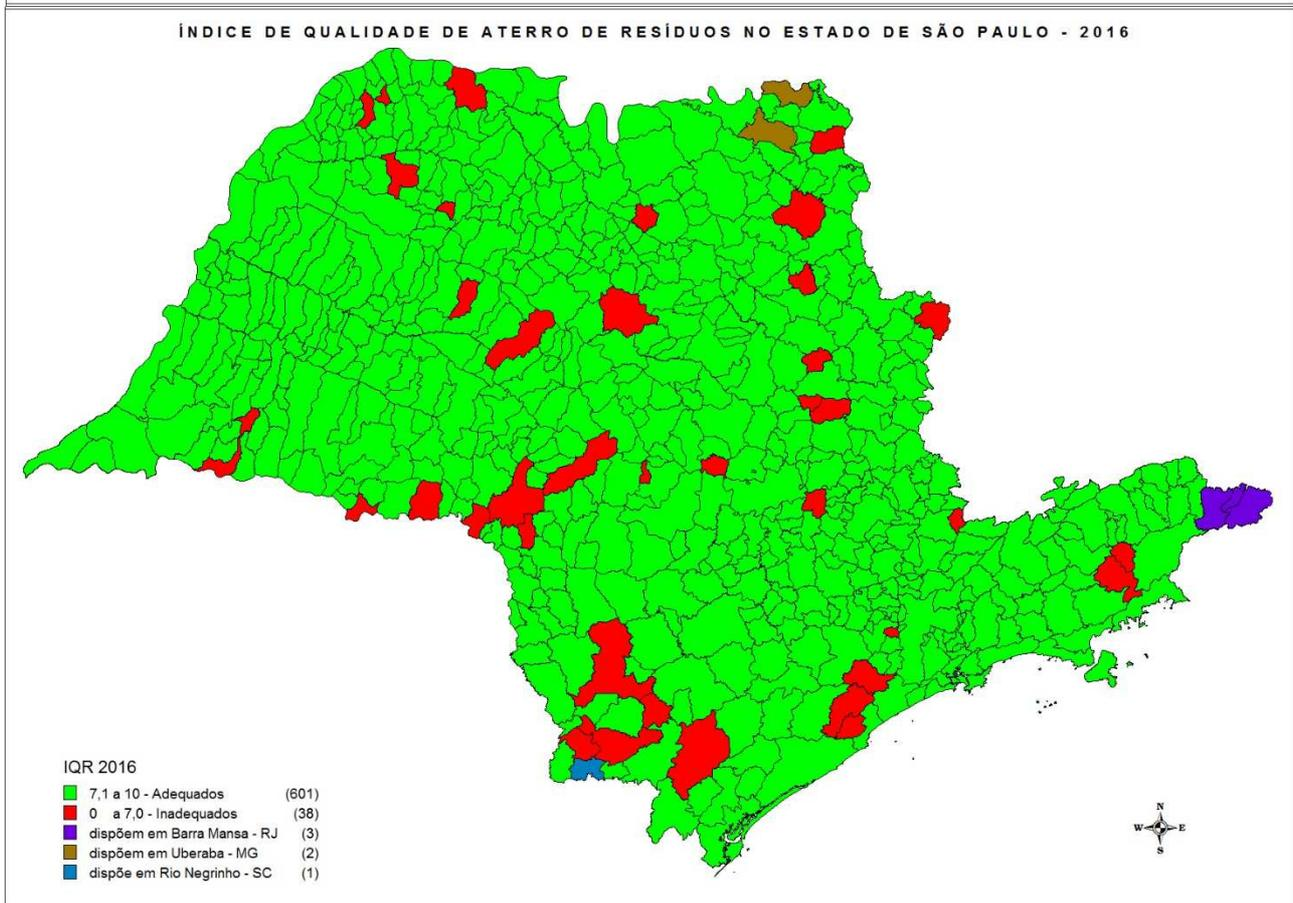 ÍNDICE DE QUALIDADE DE ATERRO DE RESÍDUOS NO ESTADO DE SÃO PAULO - 2016
IQR 2016
7,1 a 10 - Adequados (601)
0 a 7,0 - Inadequados (38)
dispõem em Barra Mansa - RJ (3)
dispõem em Uberaba - MG (2)
dispõe em Rio Negrinho - SC (1)
N
W E
S